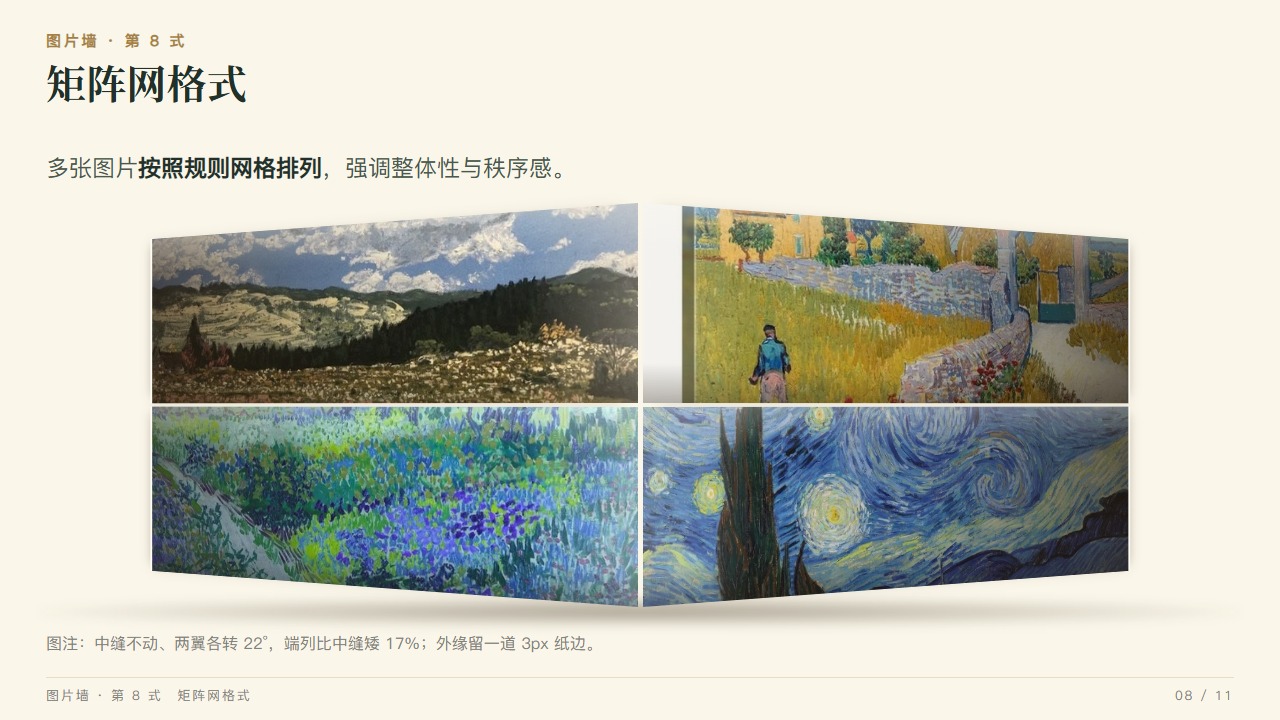 图片墙 · 第 8 式
矩阵网格式
多张图片按照规则网格排列，强调整体性与秩序感。
图注：中缝不动、两翼各转 22°，端列比中缝矮 17%；外缘留一道 3px 纸边。
图片墙 · 第 8 式 矩阵网格式
08 / 11